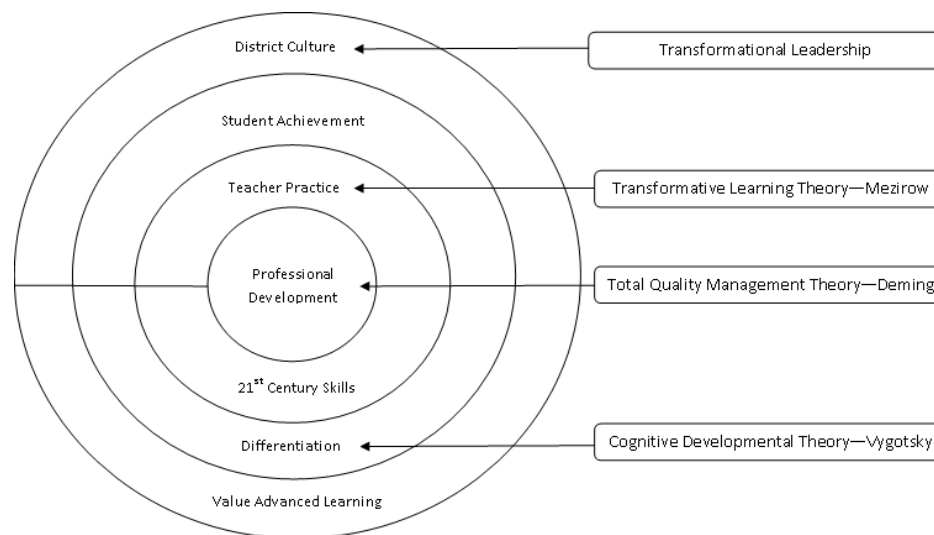 District Culture
Transformational Leadership
Student Achievement
Teacher Practice
Transformative Learning Theory—Mezirow
Professional
Development
Total Quality Management Theory—Deming
21st Century Skills
Differentiation
Cognitive Developmental Theory—Vygotsky
Value Advanced Learning